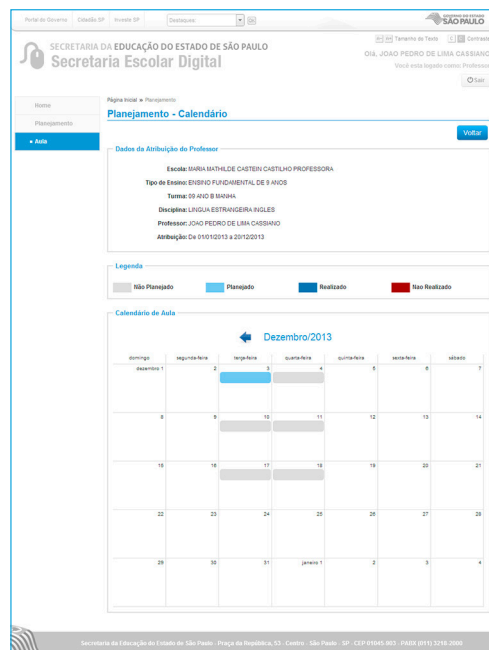 Portal do Governo Cidadão SP Investe SP Destaques GOVERNO DO ESTADO
SÃO PAULO
A+ A- Tamanho do Texto Contraste
SECRETARIA DA EDUCAÇÃO DO ESTADO DE SÃO PAULO
Secretaria Escolar Digital
Olá, JOAO PEDRO DE LIMA CASSIANO
Você esta logado como: Professor
Sair
Home
Planejamento
Aula
Página Inicial » Planejamento
Planejamento - Calendário
Voltar
Dados da Atribuição do Professor
Escola: MARIA MATHILDE CASTEIN CASTILHO PROFESSORA
Tipo de Ensino: ENSINO FUNDAMENTAL DE 9 ANOS
Turma: 09 ANO B MANHA
Disciplina: LINGUA ESTRANGEIRA INGLES
Professor: JOAO PEDRO DE LIMA CASSIANO
Atribuição: De 01/01/2013 a 20/12/2013
Legenda
Não Planejado Planejado Realizado Nao Realizado
Calendário de Aula
Dezembro/2013
domingo segunda-feira terça-feira quarta-feira quinta-feira sexta-feira sábado
dezembro 1 2 3 4 5 6 7
8 9 10 11 12 13 14
15 16 17 18 19 20 21
22 23 24 25 26 27 28
29 30 31 janeiro 1 2 3 4
Secretaria da Educação do Estado de São Paulo - Praça da República, 53 - Centro - São Paulo - SP - CEP 01045-903 - PABX (011) 3218-2000